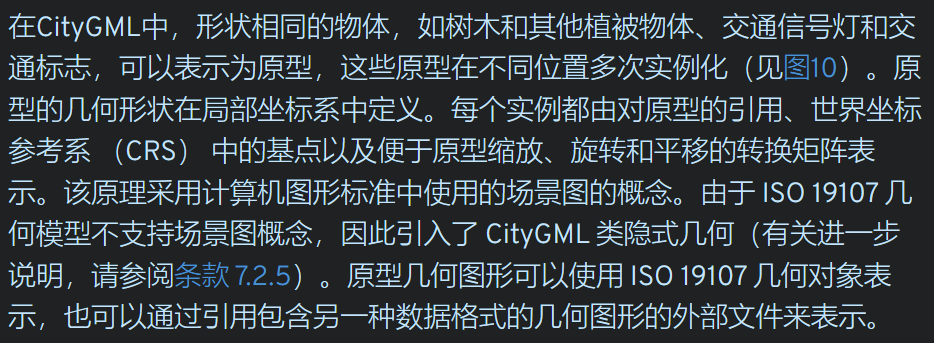 在CityGML中，形状相同的物体，如树木和其他植被物体、交通信号灯和交
通标志，可以表示为原型，这些原型在不同位置多次实例化（见图10）。原
型的几何形状在局部坐标系中定义。每个实例都由对原型的引用、世界坐标
参考系 （CRS） 中的基点以及便于原型缩放、旋转和平移的转换矩阵表
示。该原理采用计算机图形标准中使用的场景图的概念。由于 ISO 19107 几
何模型不支持场景图概念，因此引入了 CityGML 类隐式几何（有关进一步
说明，请参阅条款 7.2.5）。原型几何图形可以使用 ISO 19107 几何对象表
示，也可以通过引用包含另一种数据格式的几何图形的外部文件来表示。